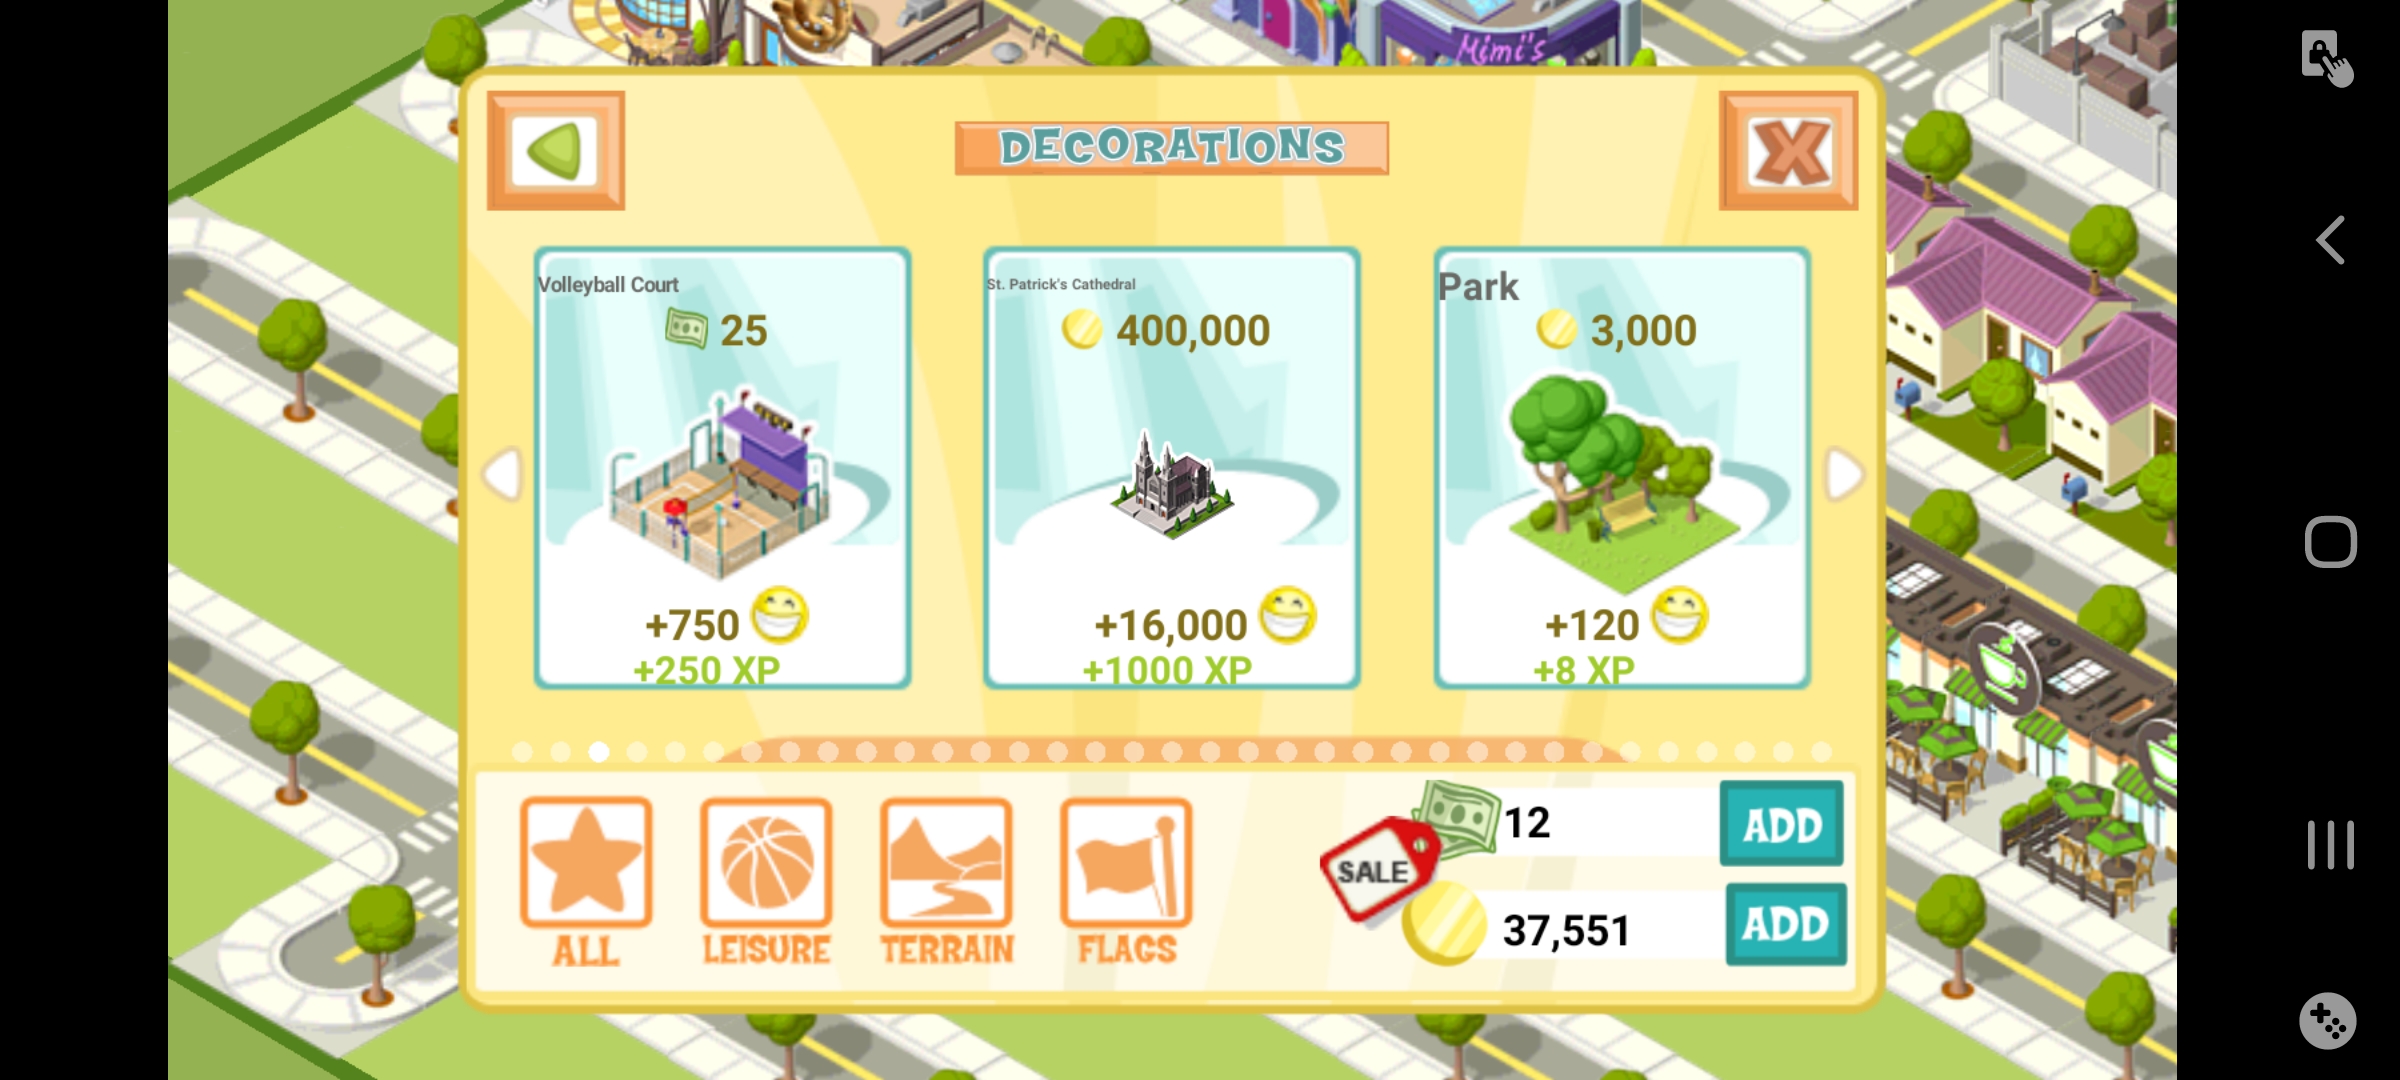 Mimi's
DECORATIONS
Volleyball Court
25
+750
+250 XP
St. Patrick's Cathedral
400,000
+16,000
+1000 XP
Park
3,000
+120
+8 XP
ALL
LEISURE
TERRAIN
FLAGS
SALE
12
ADD
37,551
ADD